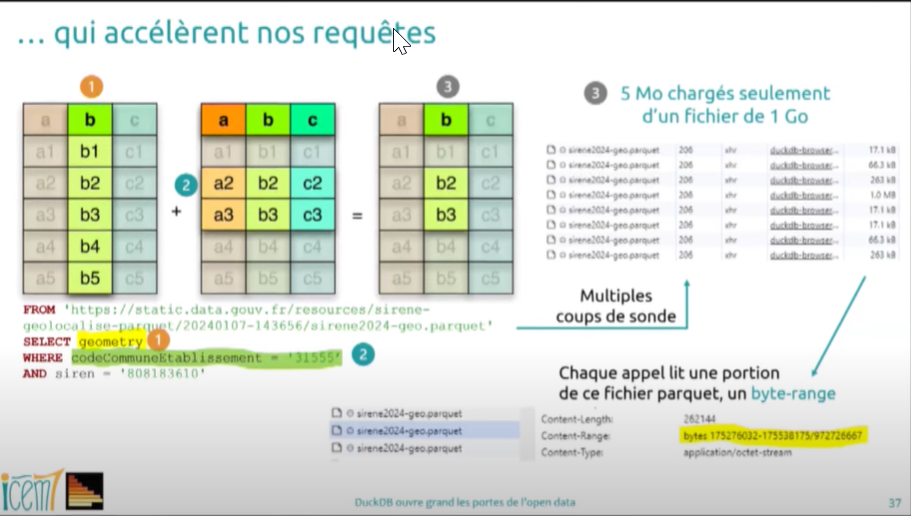 ... qui accélèrent nos requêtes
1
a b c
a1 b1 c1
a2 b2 c2
a3 b3 c3
a4 b4 c4
a5 b5 c5
2
+
a b c
a1 b1 c1
a2 b2 c2
a3 b3 c3
a4 b4 c4
a5 b5 c5
=
3
a b c
a1 b1 c1
a2 b2 c2
a3 b3 c3
a4 b4 c4
a5 b5 c5
3 5 Mo chargés seulement
d'un fichier de 1 Go
sirene2024-geo.parquet 206 xhr duckdb-browser... 17.1 kB
sirene2024-geo.parquet 206 xhr duckdb-browser... 66.3 kB
sirene2024-geo.parquet 206 xhr duckdb-browser... 263 kB
sirene2024-geo.parquet 206 xhr duckdb-browser... 1.0 MB
sirene2024-geo.parquet 206 xhr duckdb-browser... 17.1 kB
sirene2024-geo.parquet 206 xhr duckdb-browser... 17.1 kB
sirene2024-geo.parquet 206 xhr duckdb-browser... 66.3 kB
sirene2024-geo.parquet 206 xhr duckdb-browser... 263 kB
FROM 'https://static.data.gouv.fr/resources/sirene-
geolocalise-parquet/20240107-143656/sirene2024-geo.parquet'
SELECT geometry 1
WHERE codeCommuneEtablissement = '31555' 2
AND siren = '808183610'
Multiples
coups de sonde
Chaque appel lit une portion
de ce fichier parquet, un byte-range
sirene2024-geo.parquet
sirene2024-geo.parquet
sirene2024-geo.parquet
Content-Length: 262144
Content-Range: bytes 175276032-175538175/972726667
Content-Type: application/octet-stream
icem7
DuckDB ouvre grand les portes de l'open data
37